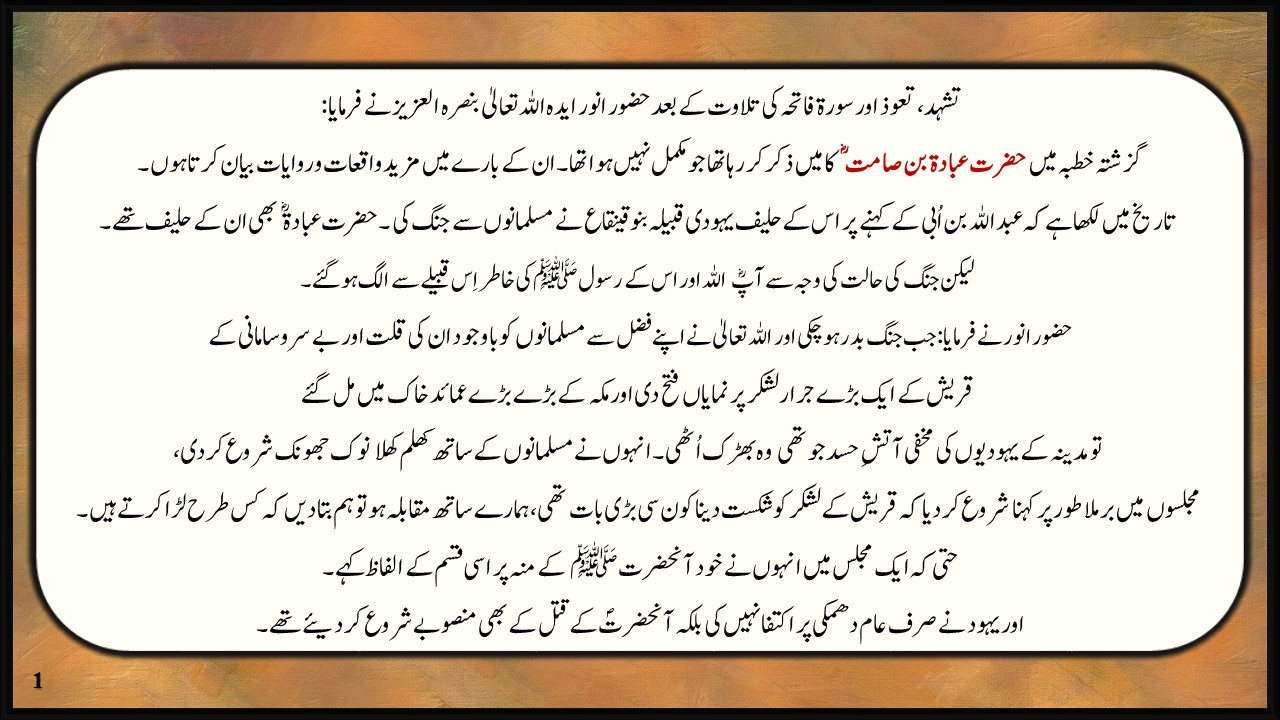 تشہد، تعوذ اور سورۃ فاتحہ کی تلاوت کے بعد حضور انور ایدہ اللہ تعالیٰ بنصرہ العزیز نے فرمایا:
گزشتہ خطبہ میں حضرت عبادۃ بن صامتؓ کا میں ذکر کر رہا تھا جو مکمل نہیں ہوا تھا۔ ان کے بارے میں مزید واقعات و روایات بیان کرتا ہوں۔
تاریخ میں لکھا ہے کہ عبد اللہ بن اُبی کے کہنے پر اس کے حلیف یہودی قبیلہ بنو قینقاع نے مسلمانوں سے جنگ کی۔ حضرت عبادۃؓ بھی ان کے حلیف تھے۔
لیکن جنگ کی حالت کی وجہ سے آپؓ اللہ اور اس کے رسول ﷺ کی خاطر اِس قبیلے سے الگ ہو گئے۔
حضور انور نے فرمایا: جب جنگ بدر ہو چکی اور اللہ تعالیٰ نے اپنے فضل سے مسلمانوں کو باوجود ان کی قلت اور بے سر و سامانی کے
قریش کے ایک بڑے جرار لشکر پر نمایاں فتح دی اور مکہ کے بڑے بڑے عمائد خاک میں مل گئے
تو مدینہ کے یہودیوں کی مخفی آتشِ حسد جو تھی وہ بھڑک اُٹھی۔ انہوں نے مسلمانوں کے ساتھ کھلم کھلا نوک جھونک شروع کر دی،
مجلسوں میں برملا طور پر کہنا شروع کر دیا کہ قریش کے لشکر کو شکست دینا کون سی بڑی بات تھی، ہمارے ساتھ مقابلہ ہو تو ہم بتا دیں کہ کس طرح لڑا کرتے ہیں۔
حتی کہ ایک مجلس میں انہوں نے خود آنحضرت ﷺ کے منہ پر اسی قسم کے الفاظ کہے۔
اور یہود نے صرف عام دھمکی پر اکتفا نہیں کی بلکہ آنحضرتؐ کے قتل کے بھی منصوبے شروع کر دیئے تھے۔
1